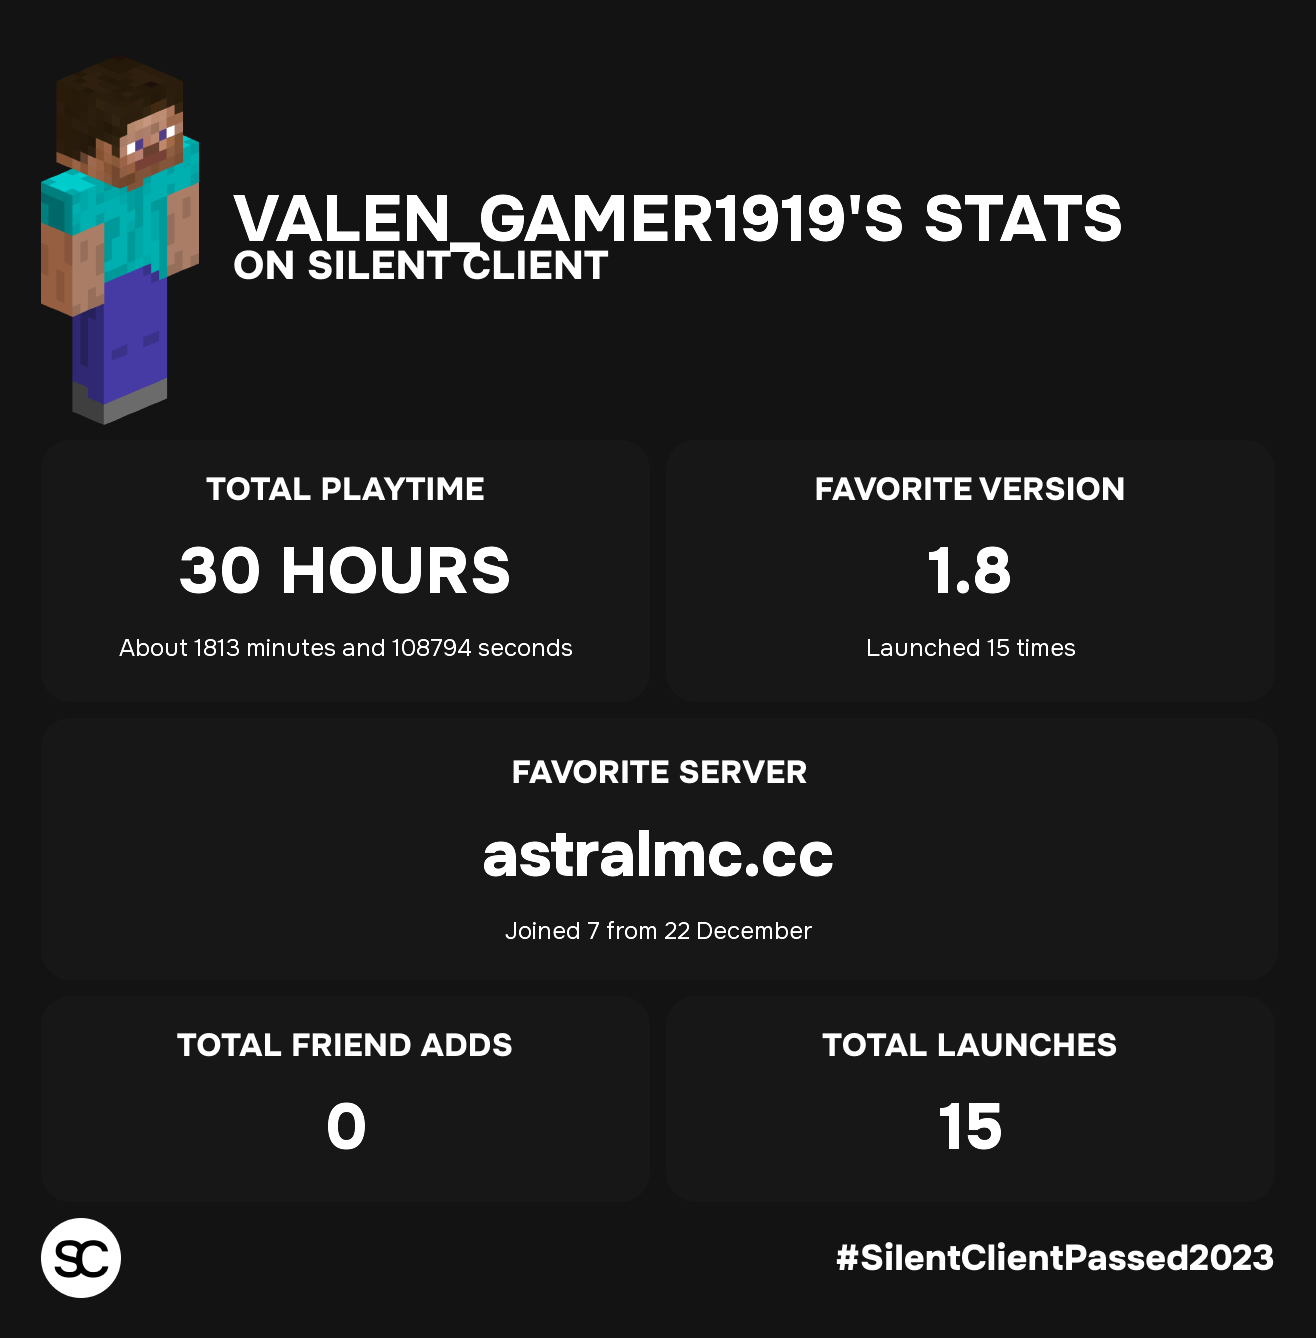 VALEN_GAMER1919'S STATS
ON SILENT CLIENT
TOTAL PLAYTIME
30 HOURS
About 1813 minutes and 108794 seconds
FAVORITE VERSION
1.8
Launched 15 times
FAVORITE SERVER
astralmc.cc
Joined 7 from 22 December
TOTAL FRIEND ADDS
0
TOTAL LAUNCHES
15
SC
#SilentClientPassed2023